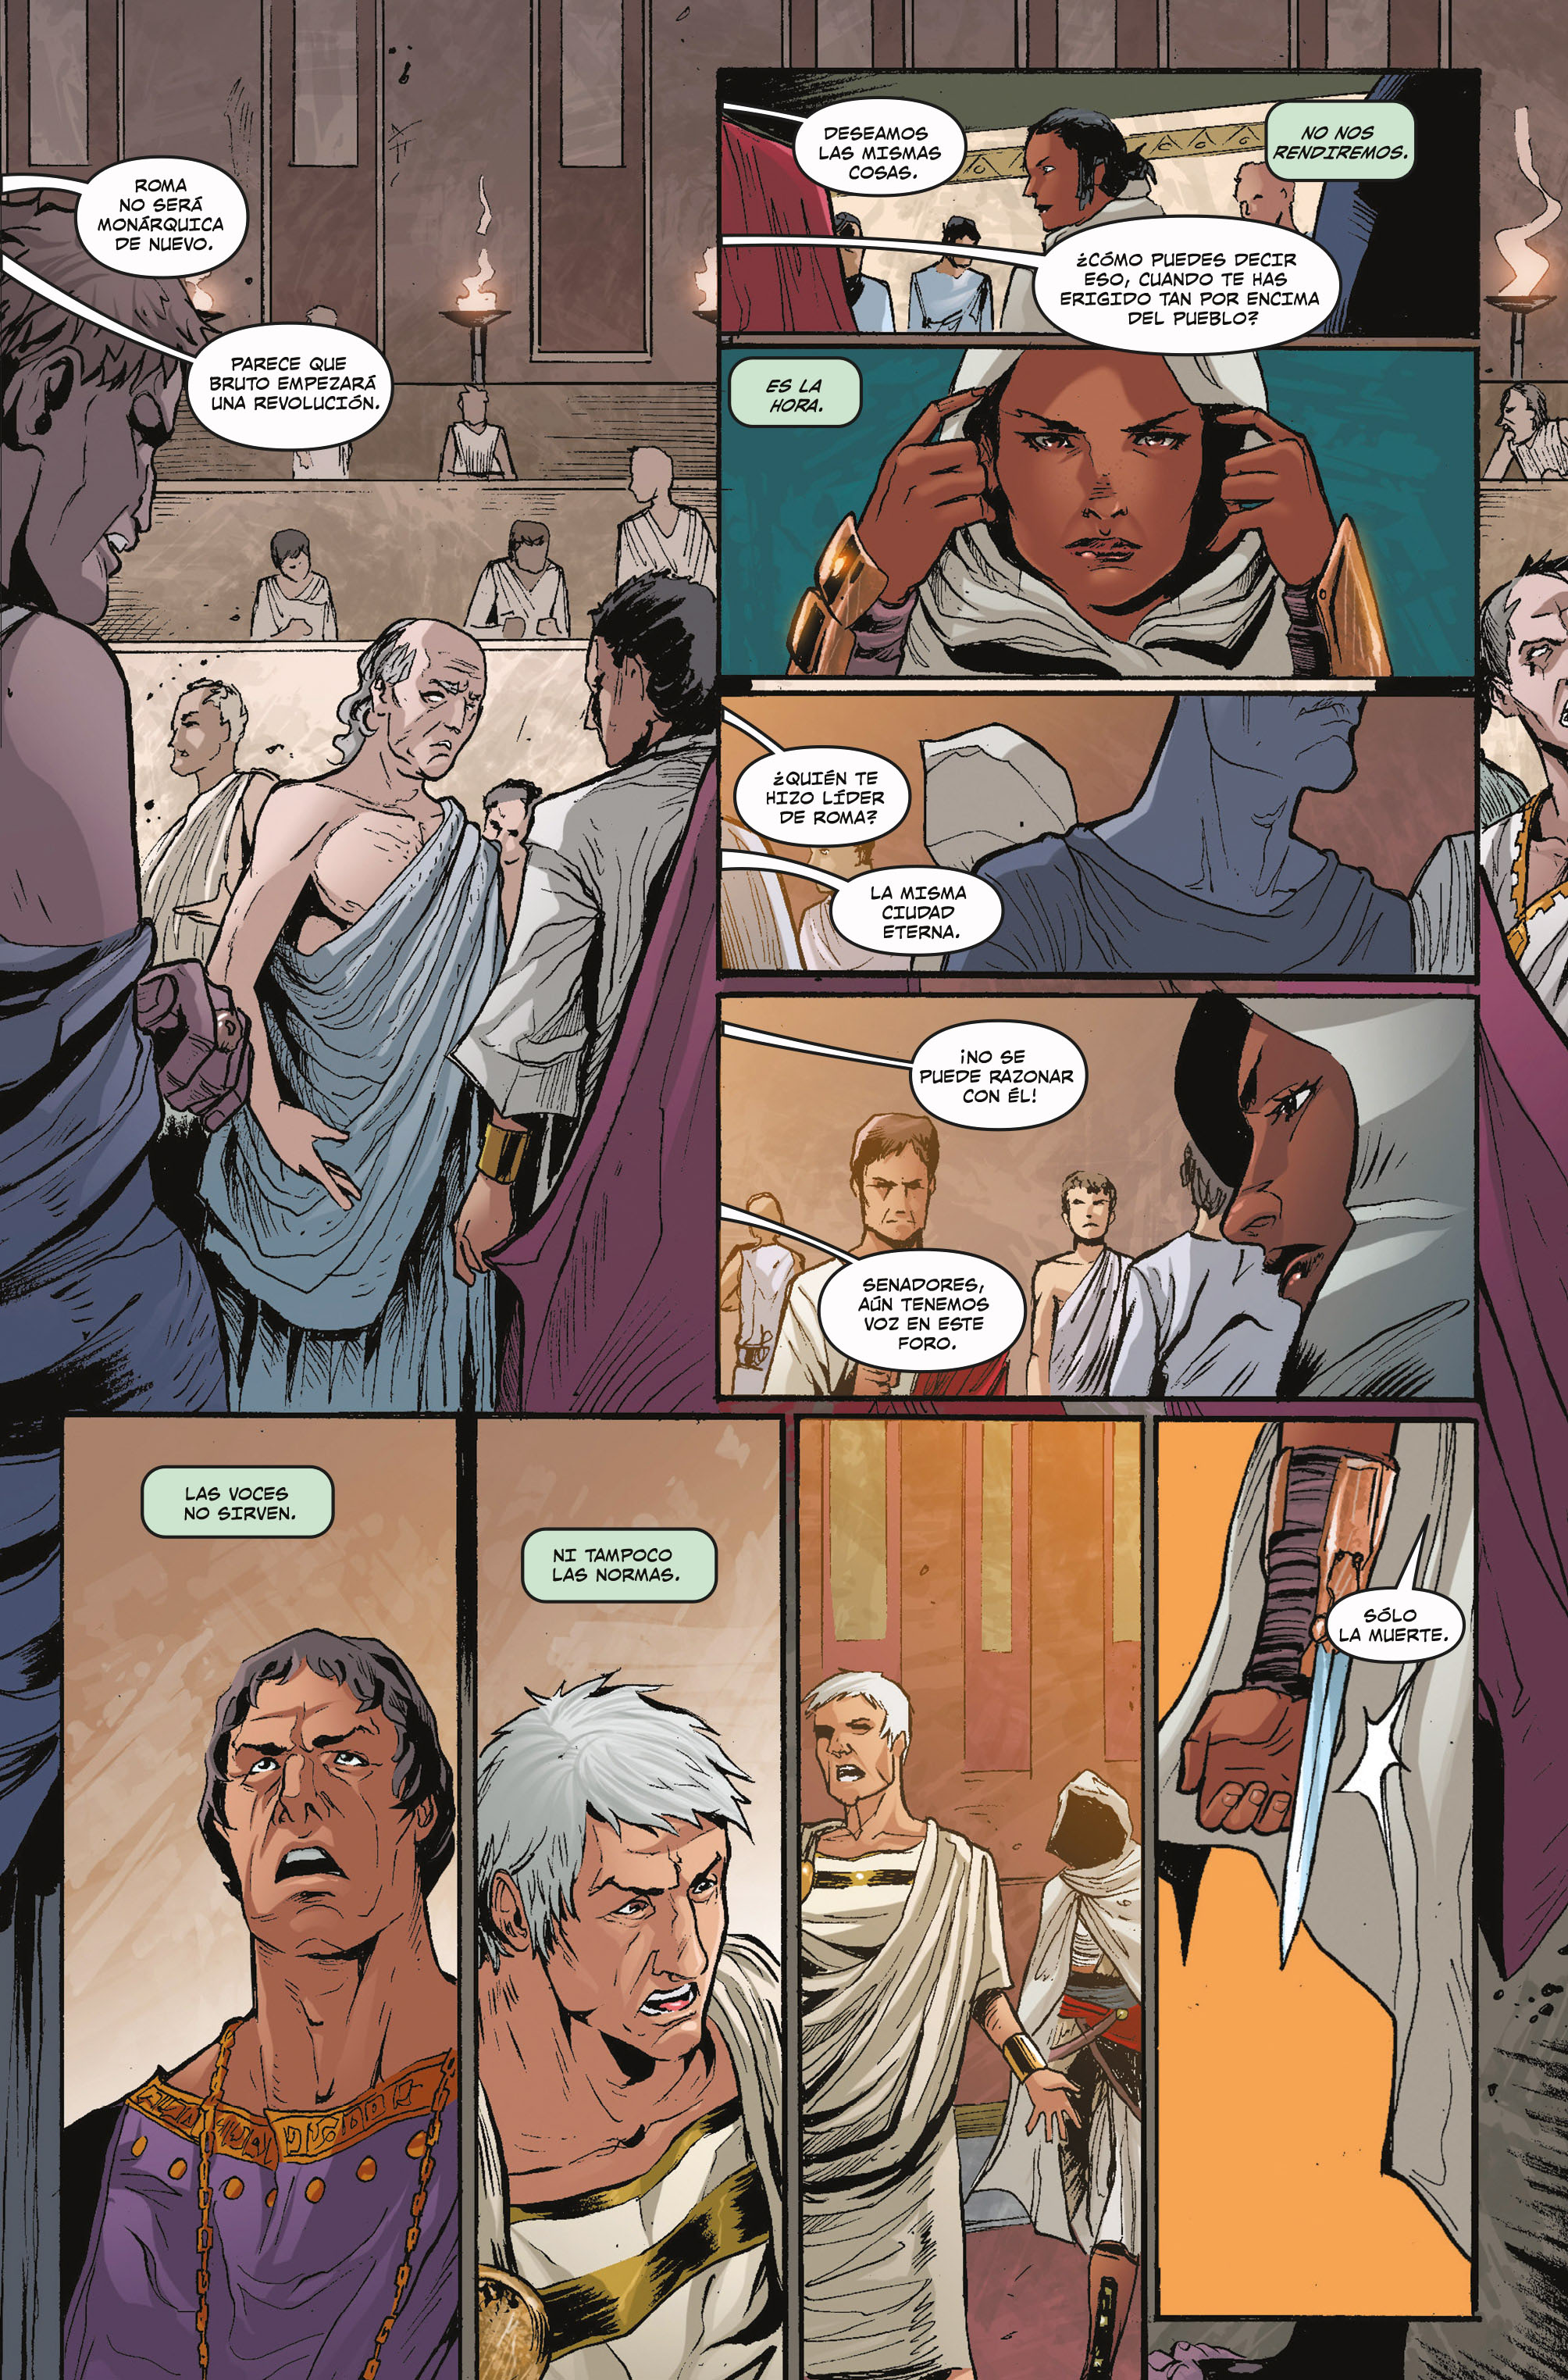 ROMA
NO SERÁ
MONÁRQUICA
DE NUEVO.
PARECE QUE
BRUTO EMPEZARÁ
UNA REVOLUCIÓN.
DESEAMOS
LAS MISMAS
COSAS.
NO NOS
RENDIREMOS.
¿CÓMO PUEDES DECIR
ESO, CUANDO TE HAS
ERIGIDO TAN POR ENCIMA
DEL PUEBLO?
ES LA
HORA.
¿QUIÉN TE
HIZO LÍDER
DE ROMA?
LA MISMA
CIUDAD
ETERNA.
¡NO SE
PUEDE RAZONAR
CON ÉL!
SENADORES,
AÚN TENEMOS
VOZ EN ESTE
FORO.
LAS VOCES
NO SIRVEN.
NI TAMPOCO
LAS NORMAS.
SÓLO
LA MUERTE.